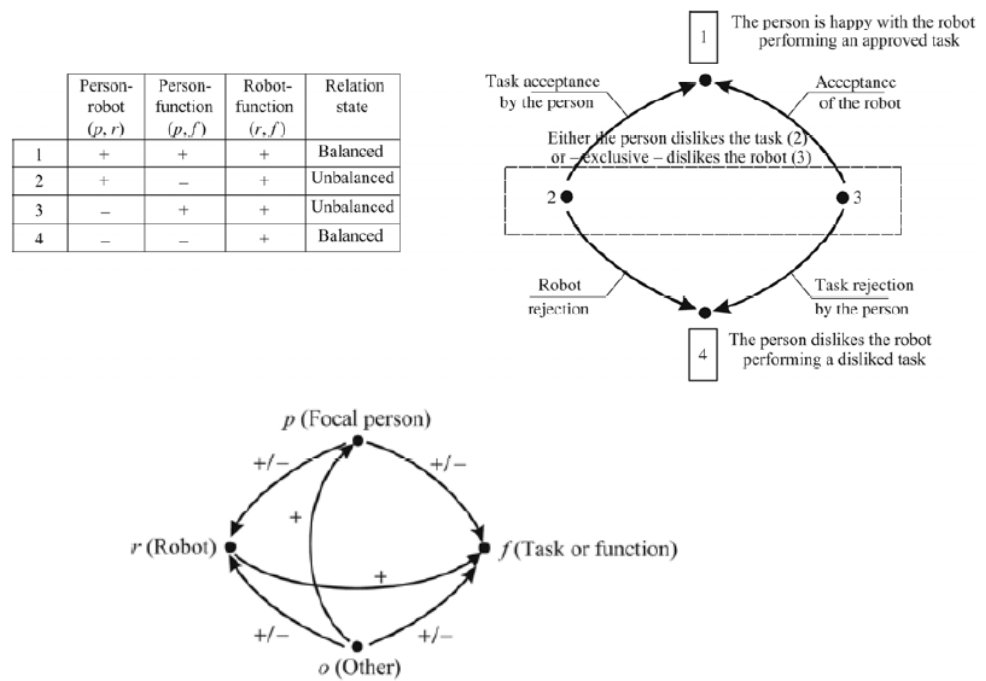 Person- Person- Robot- Relation
robot function function state
(p, r) (p, f) (r, f)
1 + + + Balanced
2 + – + Unbalanced
3 – + + Unbalanced
4 – – + Balanced
1
The person is happy with the robot
performing an approved task
Task acceptance
by the person
Acceptance
of the robot
Either the person dislikes the task (2)
or – exclusive – dislikes the robot (3)
2
3
Robot
rejection
Task rejection
by the person
4
The person dislikes the robot
performing a disliked task
p (Focal person)
+/–
+/–
+
r (Robot)
f (Task or function)
+
+/–
+/–
o (Other)